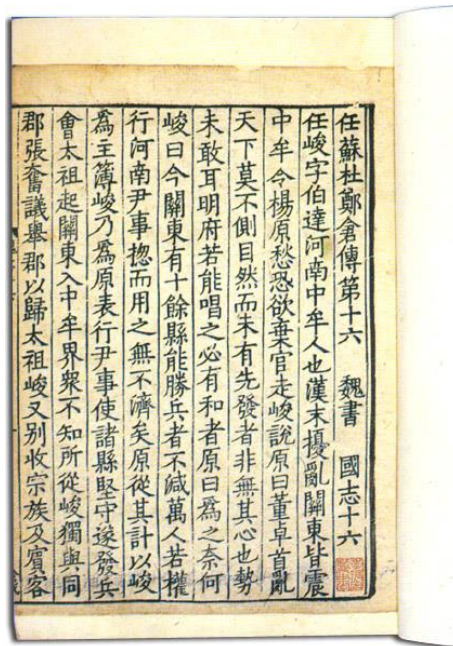 任蘇杜鄭倉傳第十六 魏書 國志十六
任峻字伯達河南中牟人也漢末擾亂關東皆震
中牟令楊原愁恐欲棄官走峻說原曰董卓首亂
天下莫不側目然而未有先發者非無其心也勢
未敢耳明府若能唱之必有和者原曰為之奈何
峻曰今關東有十餘縣能勝兵者不減萬人若權
行河南尹事揔而用之無不濟矣原從其計以峻
為主簿峻乃為原表行尹事使諸縣堅守遂發兵
會太祖起關東入中牟界衆不知所從峻獨與同
郡張奮議舉郡以歸太祖峻又別收宗族及賓客